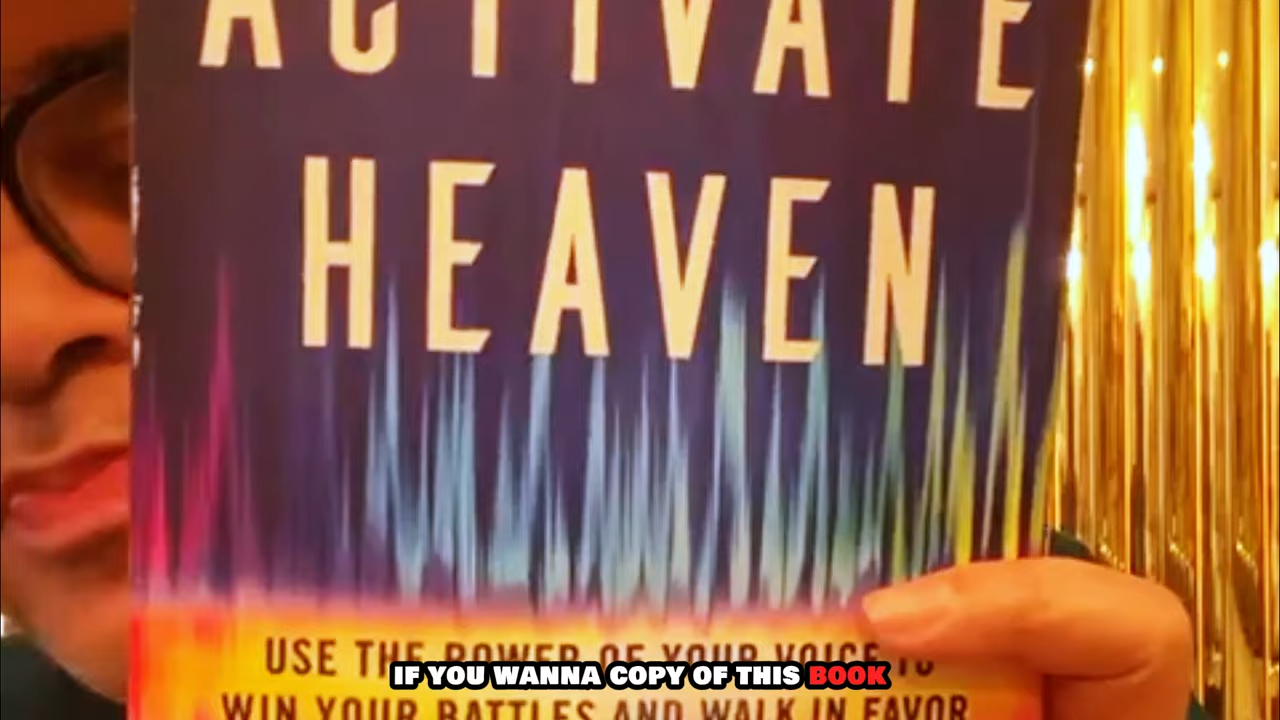 ACTIVATE
HEAVEN
USE THE POWER OF YOUR VOICE TO
IF YOU WANNA COPY OF THIS BOOK
WIN YOUR BATTLES AND WALK IN FAVOR